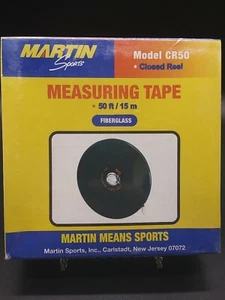 MARTIN
Sports
Model CR50
• Closed Reel
MEASURING TAPE
• 50 ft / 15 m
FIBERGLASS
MARTIN MEANS SPORTS
Martin Sports, Inc., Carlstadt, New Jersey 07072